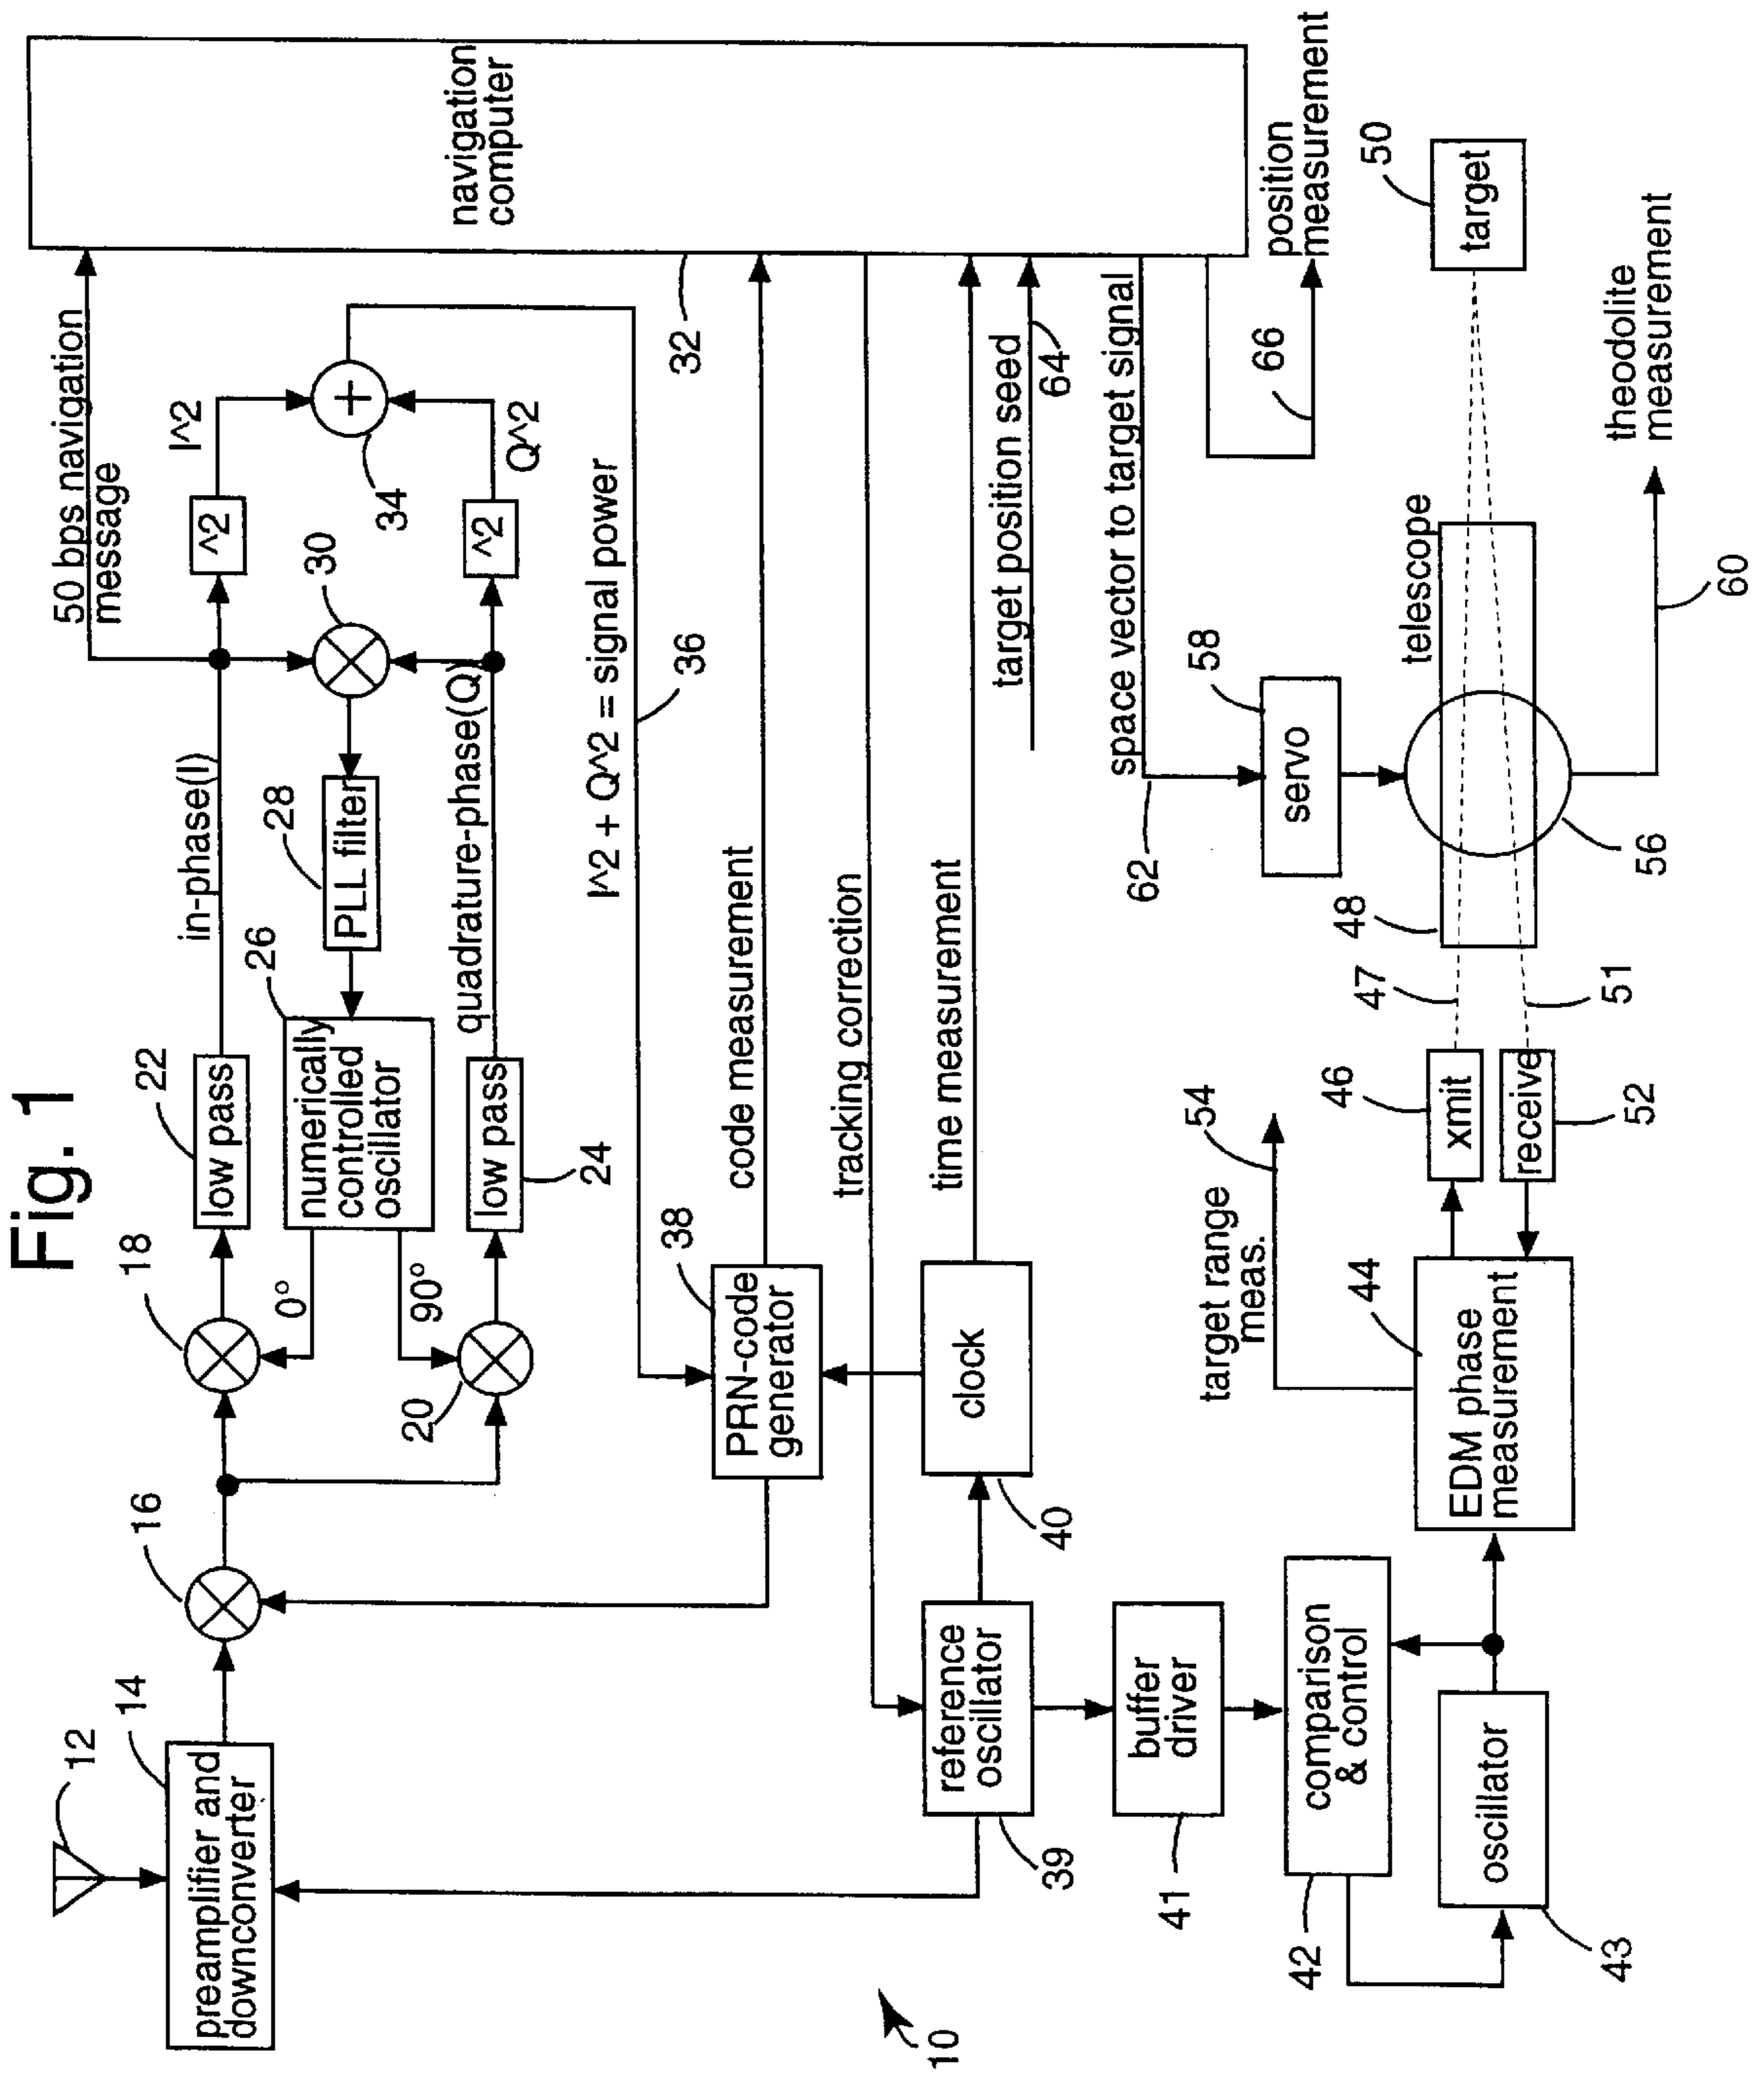 Fig. 1
12
14
preamplifier and
downconverter
16
18
0°
90°
20
22
low pass
26
numerically
controlled
oscillator
low pass
24
in-phase(I)
28
PLL filter
quadrature-phase(Q)
30
50 bps navigation
message
^2
I^2
^2
Q^2
+
34
I^2 + Q^2 = signal power
36
32
navigation
computer
38
PRN-code
generator
code measurement
tracking correction
time measurement
clock
40
reference
oscillator
39
buffer
driver
41
comparison
& control
42
oscillator
43
10
target position seed
64
space vector to target signal
62
66
position
measurement
58
servo
target range
meas.
54
44
EDM phase
measurement
46
xmit
receive
52
47
51
48
telescope
56
50
target
theodolite
measurement
60